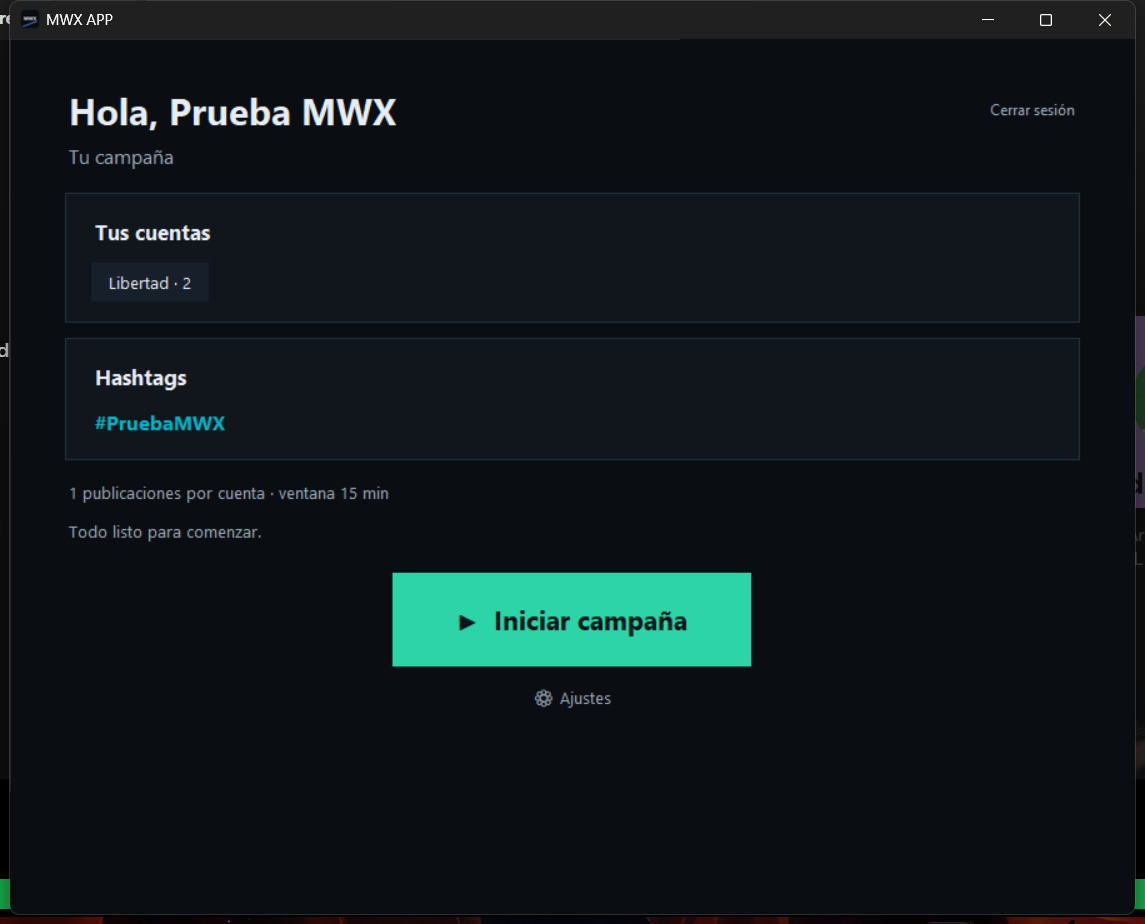 MWX APP
Hola, Prueba MWX
Cerrar sesión
Tu campaña
Tus cuentas
Libertad · 2
Hashtags
#PruebaMWX
1 publicaciones por cuenta · ventana 15 min
Todo listo para comenzar.
▶ Iniciar campaña
Ajustes